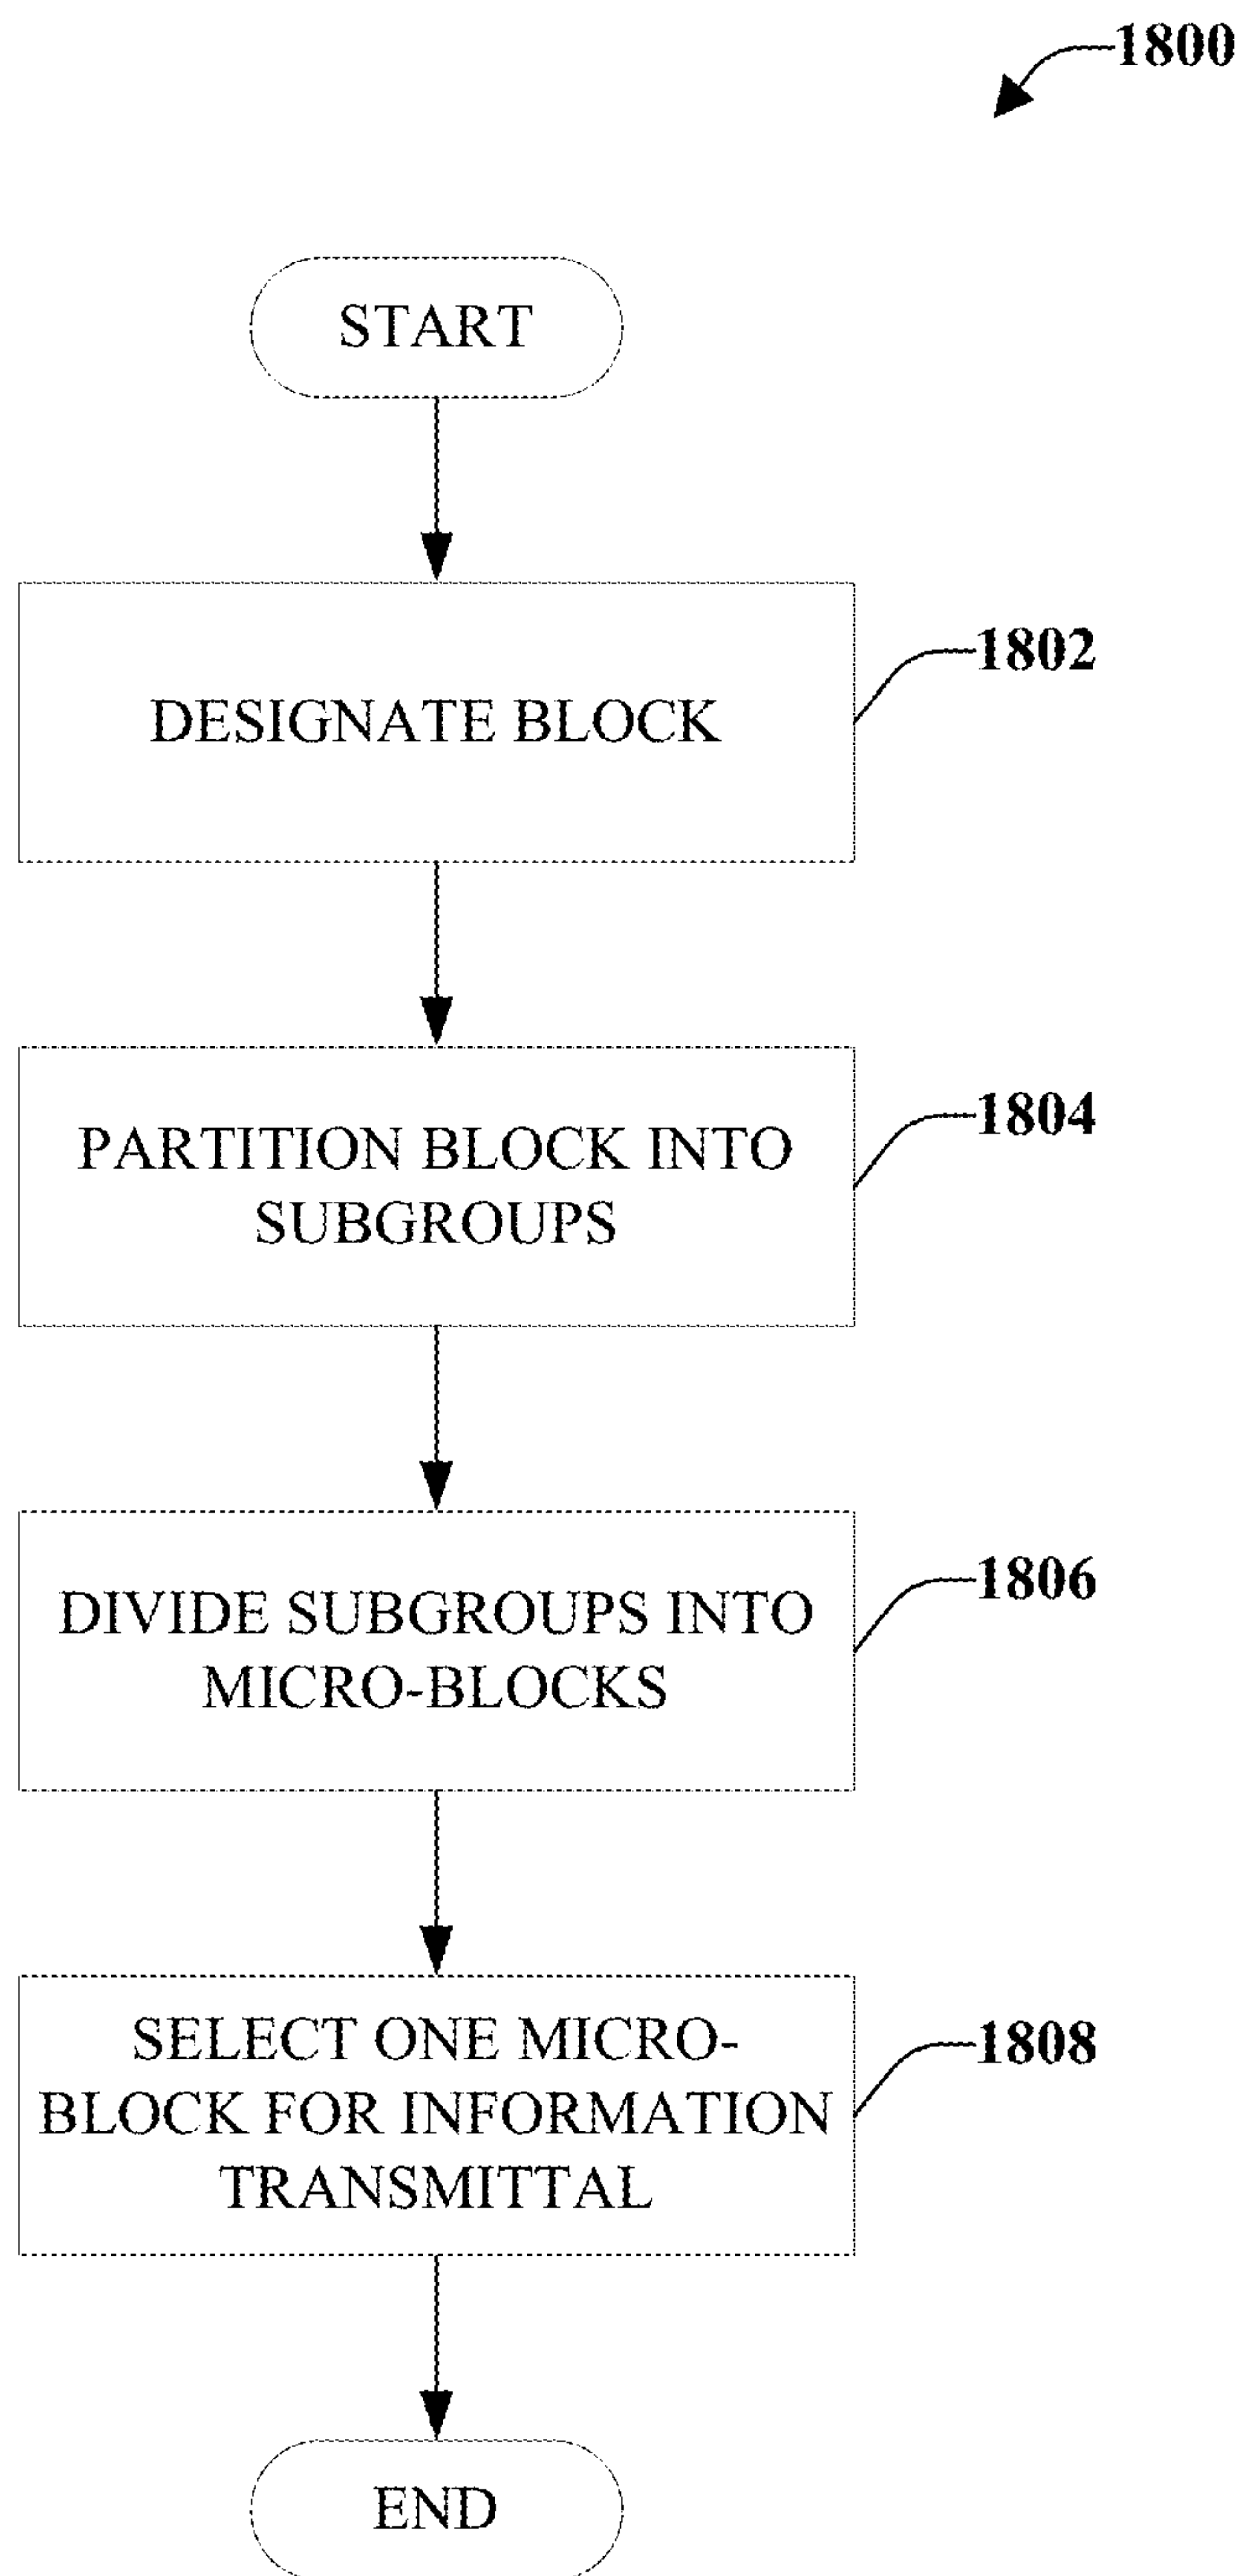 1800
START
DESIGNATE BLOCK
1802
PARTITION BLOCK INTO
SUBGROUPS
1804
DIVIDE SUBGROUPS INTO
MICRO-BLOCKS
1806
SELECT ONE MICRO-
BLOCK FOR INFORMATION
TRANSMITTAL
1808
END